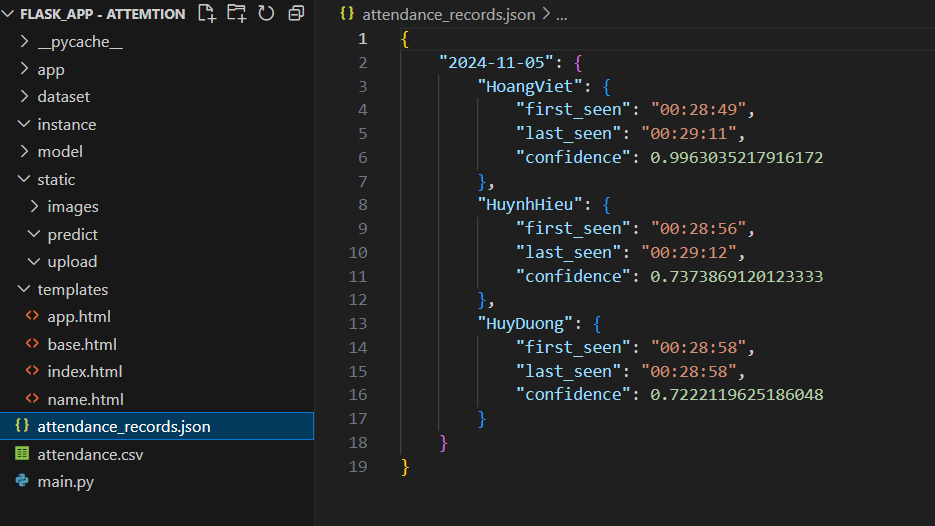 FLASK_APP - ATTEMTION
__pycache__
app
dataset
instance
model
static
images
predict
upload
templates
<> app.html
<> base.html
<> index.html
<> name.html
{} attendance_records.json
attendance.csv
main.py
{} attendance_records.json > ...
1 {
2 "2024-11-05": {
3 "HoangViet": {
4 "first_seen": "00:28:49",
5 "last_seen": "00:29:11",
6 "confidence": 0.9963035217916172
7 },
8 "HuynhHieu": {
9 "first_seen": "00:28:56",
10 "last_seen": "00:29:12",
11 "confidence": 0.7373869120123333
12 },
13 "HuyDuong": {
14 "first_seen": "00:28:58",
15 "last_seen": "00:28:58",
16 "confidence": 0.7222119625186048
17 }
18 }
19 }